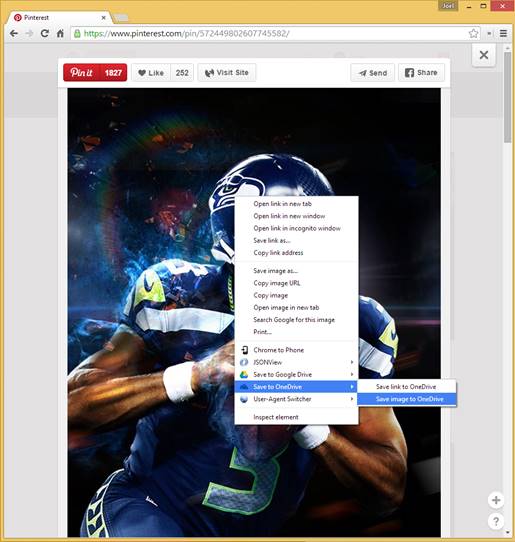 Joel
Pinterest
https://www.pinterest.com/pin/572449802607745582/
Pin it 1827
Like 252
Visit Site
Send
Share
Open link in new tab
Open link in new window
Open link in incognito window
Save link as...
Copy link address
Save image as...
Copy image URL
Copy image
Open image in new tab
Search Google for this image
Print...
Chrome to Phone
JSONView
Save to Google Drive
Save to OneDrive
Save link to OneDrive
User-Agent Switcher
Save image to OneDrive
Inspect element
3
?